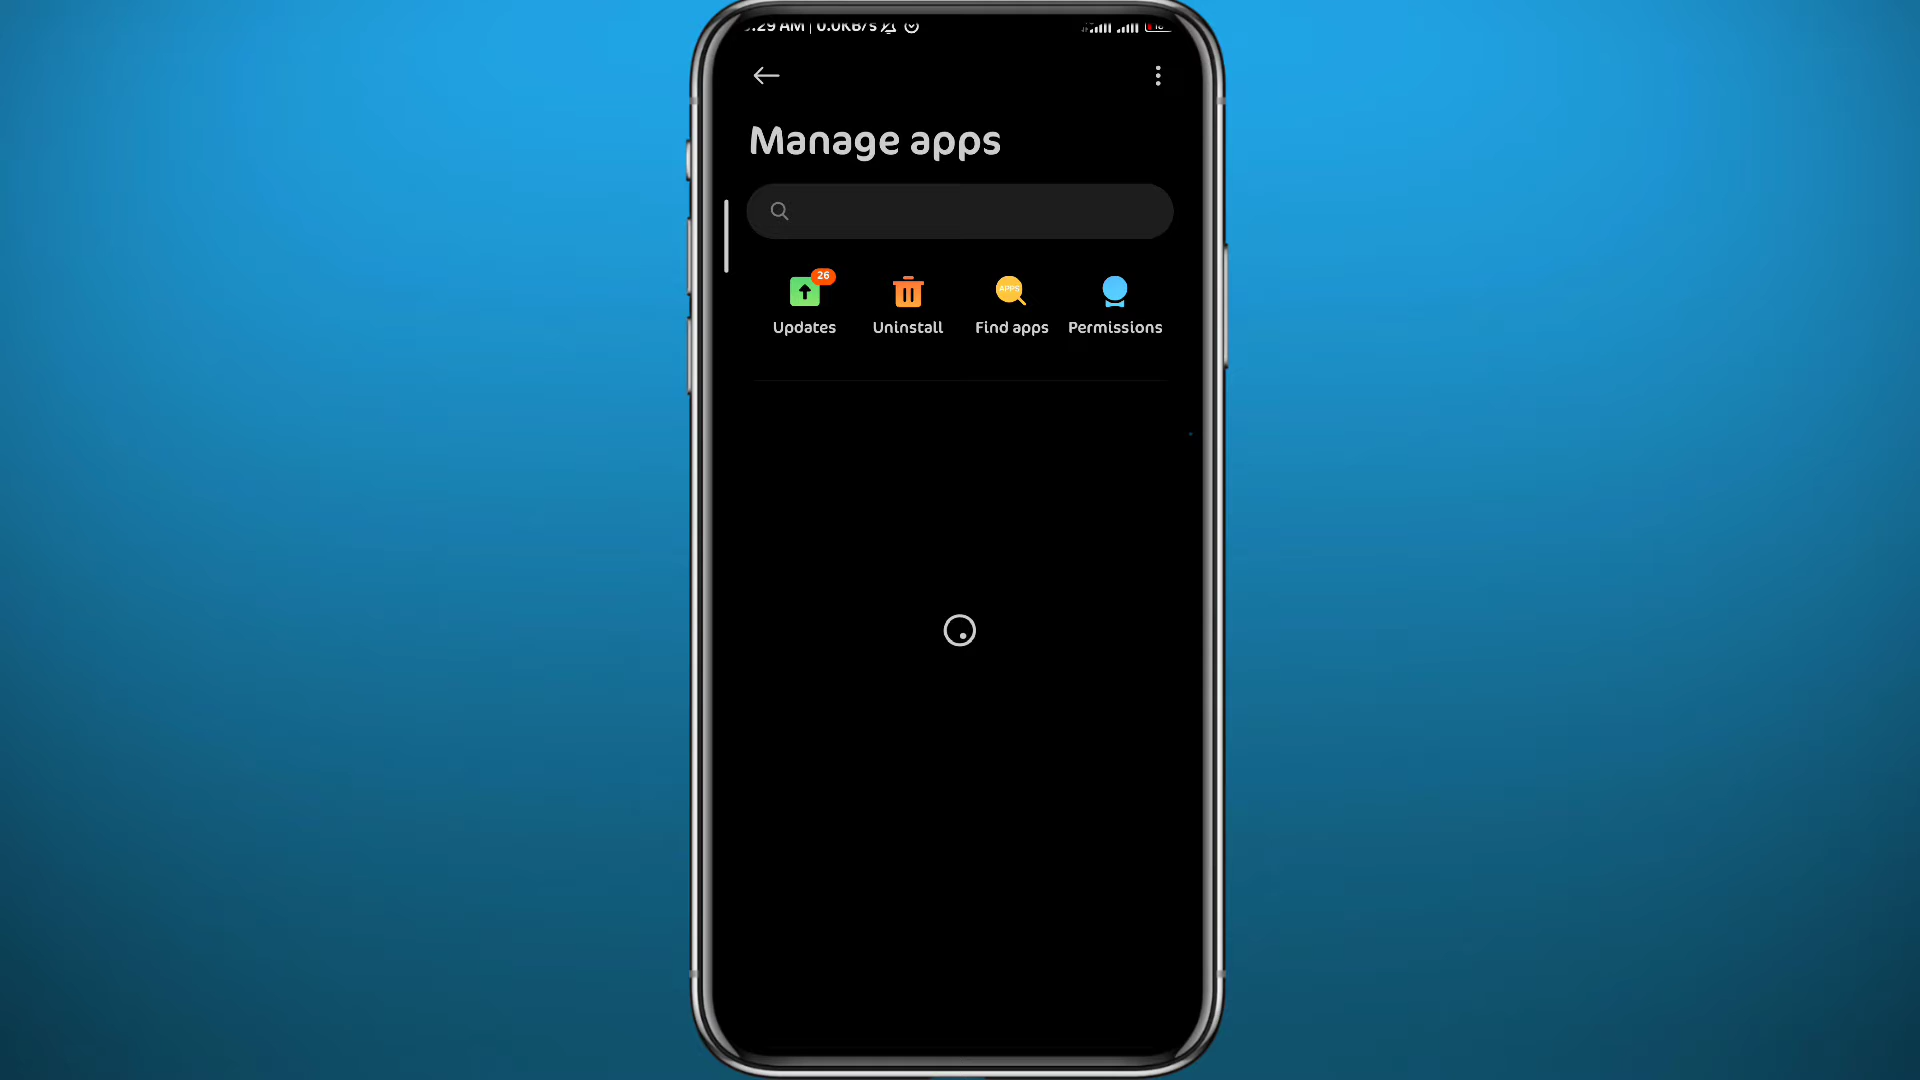 :29 AM | 0.0KB/s
Manage apps
26
APPS
Updates Uninstall Find apps Permissions